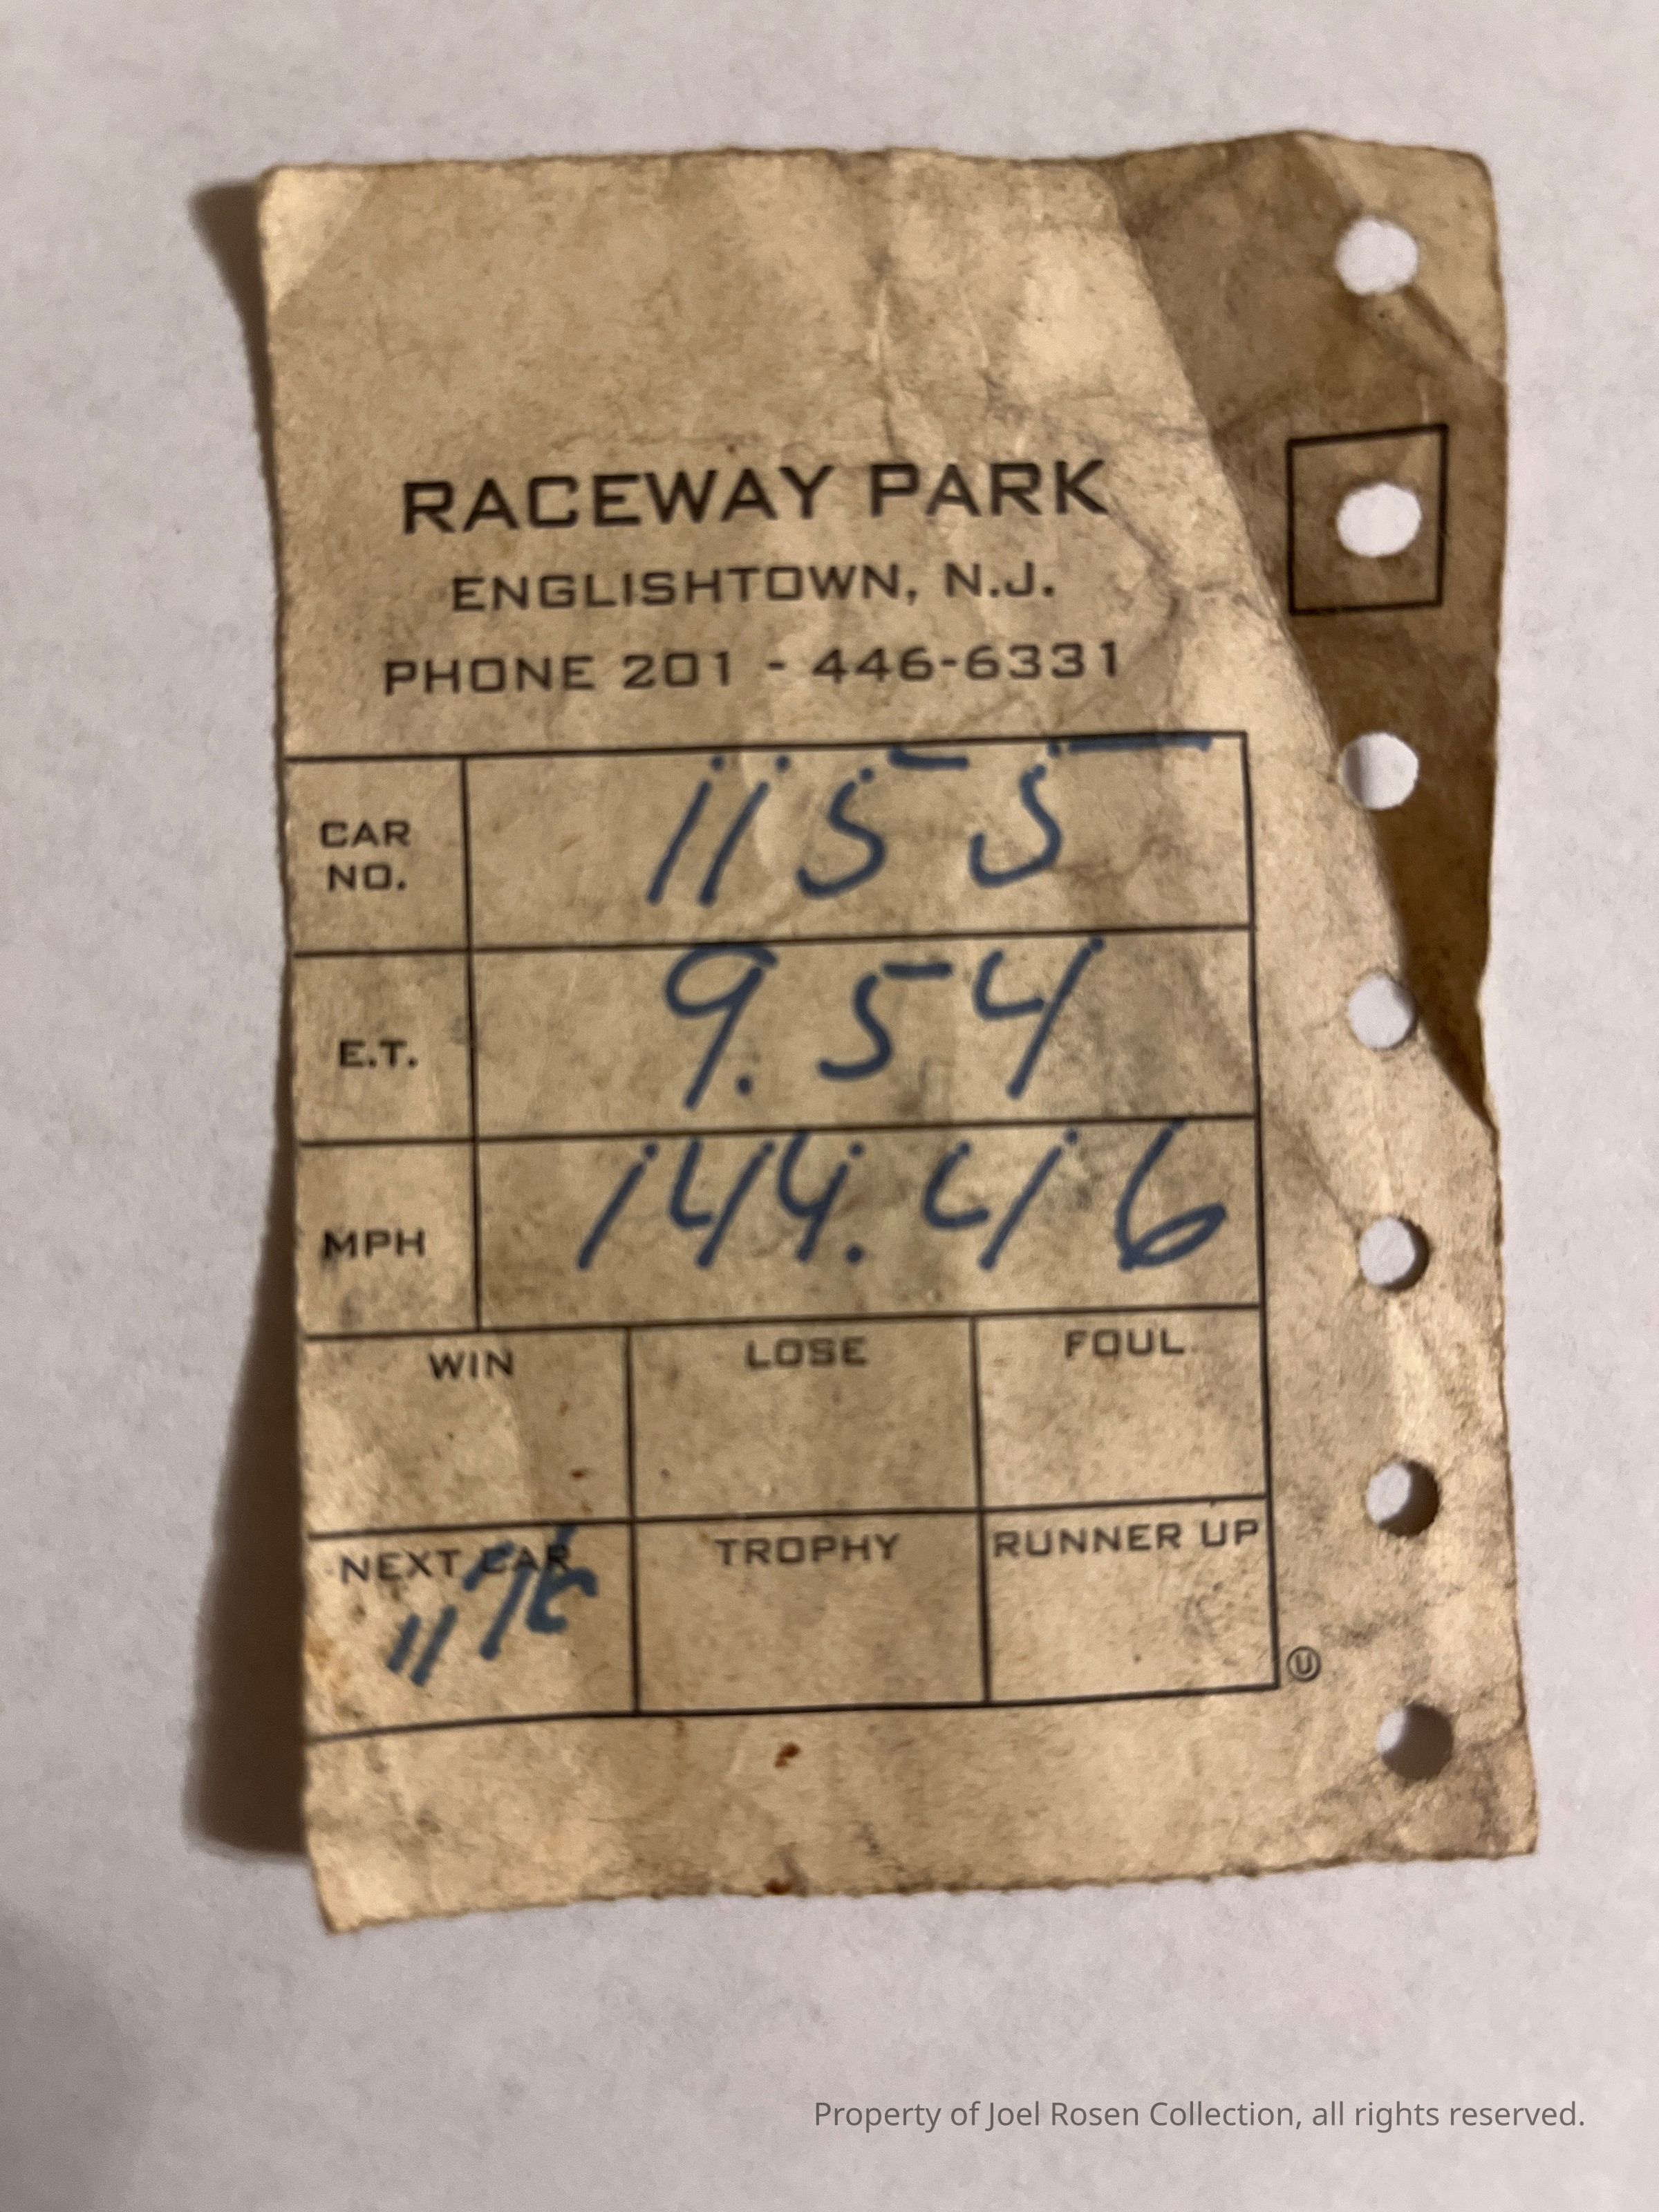 RACEWAY PARK
ENGLISHTOWN, N.J.
PHONE 201 - 446-6331
CAR NO. 1155
E.T. 9.54
MPH 144.46
WIN LOSE FOUL
NEXT CAR TROPHY RUNNER UP
U
Property of Joel Rosen Collection, all rights reserved.